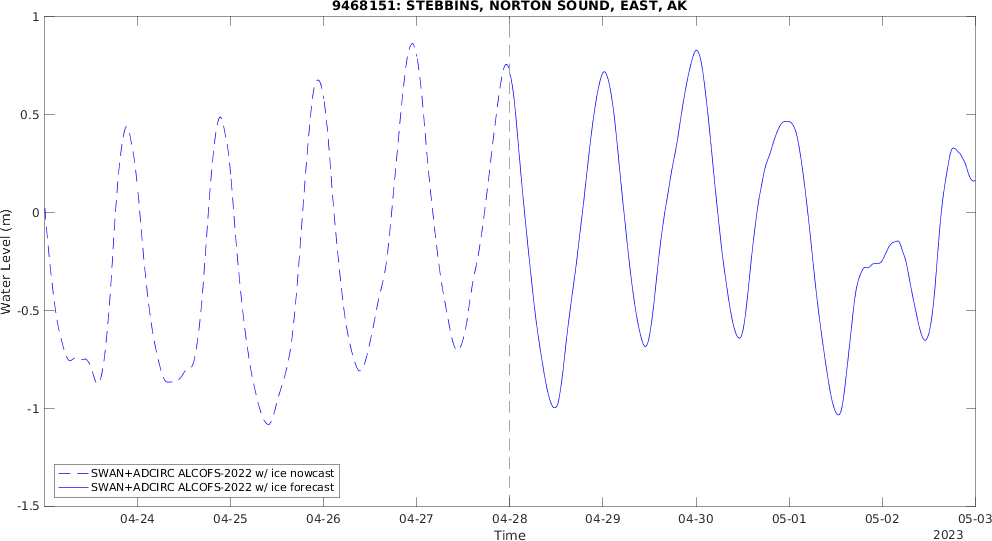 9468151: STEBBINS, NORTON SOUND, EAST, AK
1
0.5
0
-0.5
-1
-1.5
Water Level (m)
SWAN+ADCIRC ALCOFS-2022 w/ ice nowcast
SWAN+ADCIRC ALCOFS-2022 w/ ice forecast
04-24 04-25 04-26 04-27 04-28 04-29 04-30 05-01 05-02 05-03
Time
2023